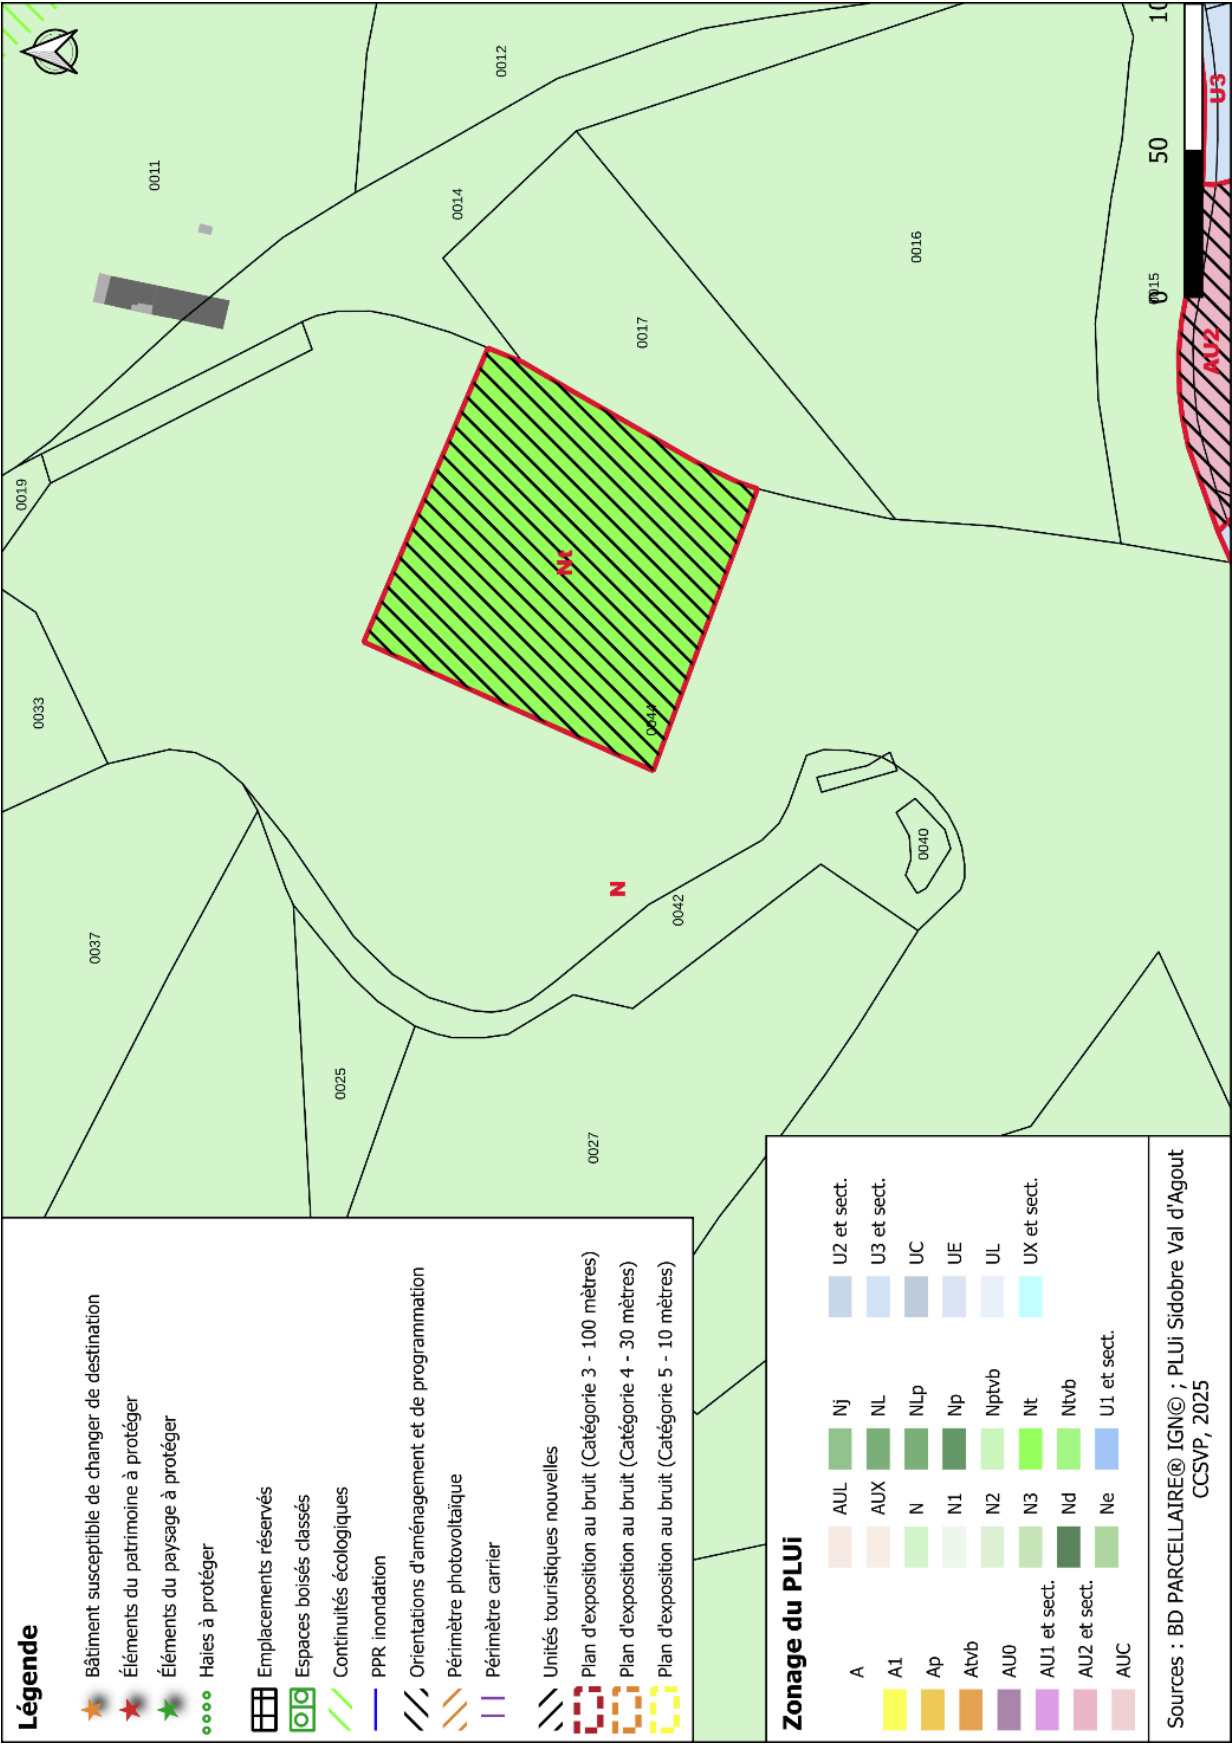 0019
0011
0012
0014
0033
0017
0016
0015
Nt
0044
0037
N
0042
0040
0025
0027
U3
AU2
0
50
10
Légende
Bâtiment susceptible de changer de destination
Éléments du patrimoine à protéger
Éléments du paysage à protéger
Haies à protéger
Emplacements réservés
Espaces boisés classés
Continuités écologiques
PPR inondation
Orientations d'aménagement et de programmation
Périmètre photovoltaïque
Périmètre carrier
Unités touristiques nouvelles
Plan d'exposition au bruit (Catégorie 3 - 100 mètres)
Plan d'exposition au bruit (Catégorie 4 - 30 mètres)
Plan d'exposition au bruit (Catégorie 5 - 10 mètres)
Zonage du PLUi
A
A1
Ap
Atvb
AU0
AU1 et sect.
AU2 et sect.
AUC
AUL
AUX
N
N1
N2
N3
Nd
Ne
Nj
NL
NLp
Np
Nptvb
Nt
Ntvb
U1 et sect.
U2 et sect.
U3 et sect.
UC
UE
UL
UX et sect.
Sources : BD PARCELLAIRE® IGN© ; PLUi Sidobre Val d'Agout
CCSVP, 2025